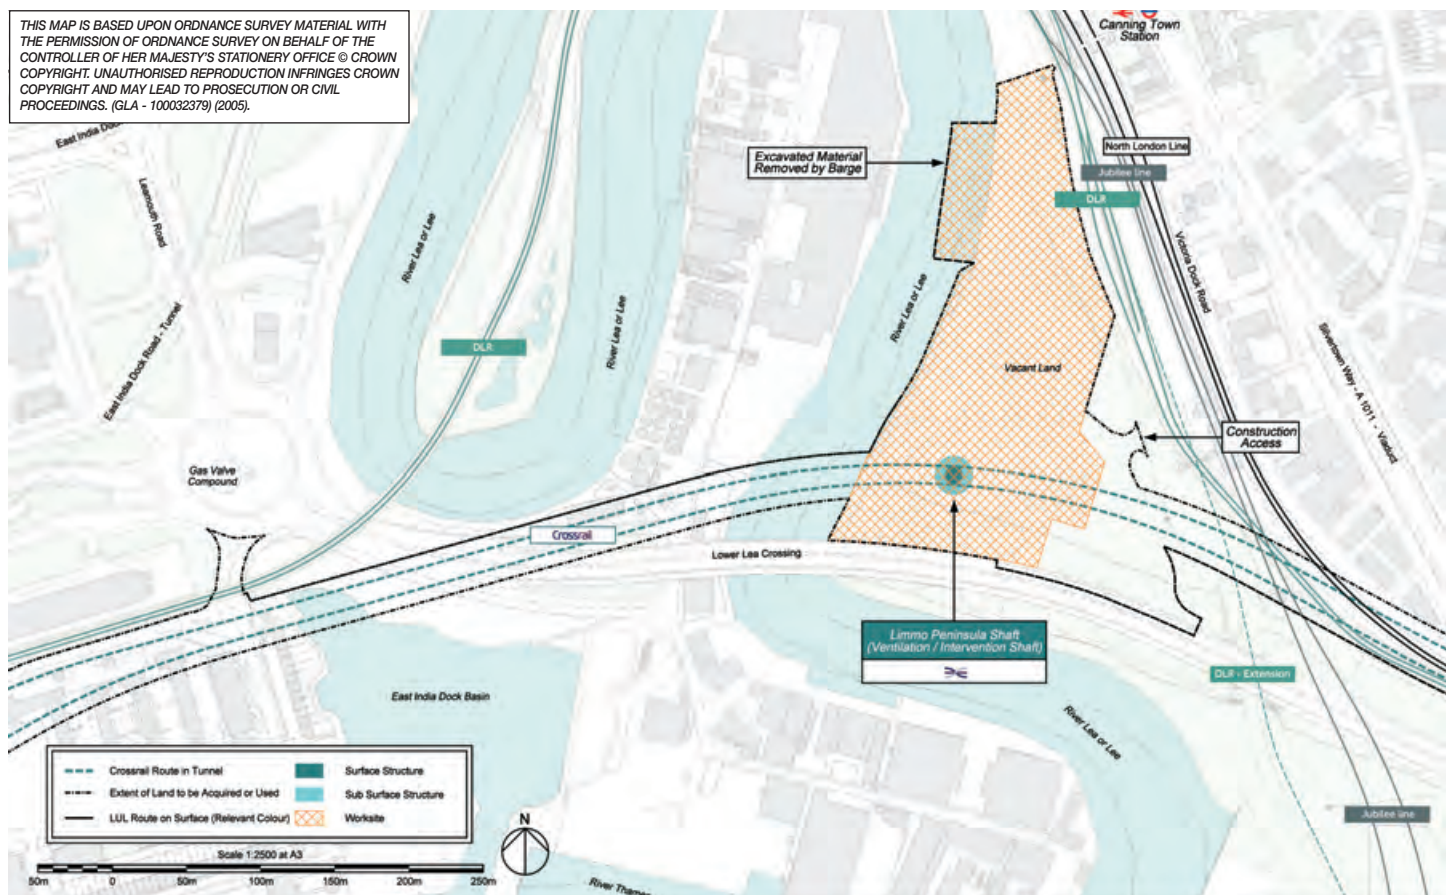 THIS MAP IS BASED UPON ORDNANCE SURVEY MATERIAL WITH
THE PERMISSION OF ORDNANCE SURVEY ON BEHALF OF THE
CONTROLLER OF HER MAJESTY'S STATIONERY OFFICE © CROWN
COPYRIGHT. UNAUTHORISED REPRODUCTION INFRINGES CROWN
COPYRIGHT AND MAY LEAD TO PROSECUTION OR CIVIL
PROCEEDINGS. (GLA - 100032379) (2005).
Canning Town
Station
East India
North London Line
Excavated Material
Removed by Barge
Jubilee line
DLR
Leamouth Road
River Lea or Lee
Victoria Dock Road
River Lea or Lee
River Lea or Lee
East India Dock Road - Tunnel
DLR
Vacant Land
Silvertown Way - A 1011 - Viaduct
Construction
Access
Gas Valve
Compound
Crossrail
Lower Lea Crossing
Limmo Peninsula Shaft
(Ventilation / Intervention Shaft)
DLR - Extension
East India Dock Basin
River Lea or Lee
Crossrail Route in Tunnel
Surface Structure
Extent of Land to be Acquired or Used
Sub Surface Structure
LUL Route on Surface (Relevant Colour)
Worksite
Jubilee line
N
Scale 1:2500 at A3
50m 0 50m 100m 150m 200m 250m
River